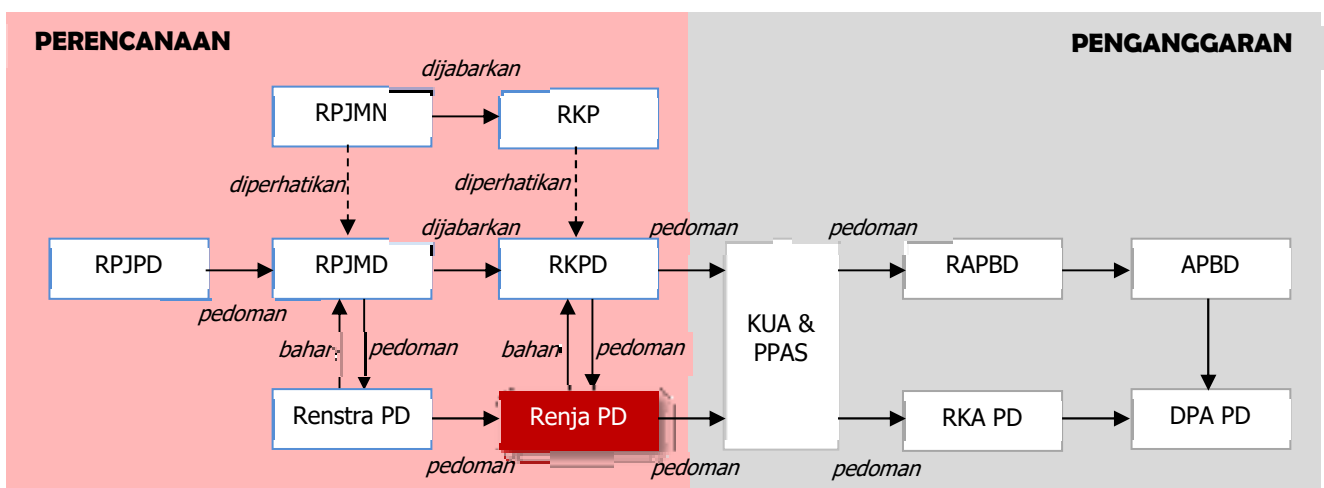 PERENCANAAN
PENGANGGARAN
dijabarkan
RPJMN
RKP
diperhatikan
diperhatikan
dijabarkan
pedoman
pedoman
RPJPD
RPJMD
RKPD
RAPBD
APBD
pedoman
KUA &
PPAS
bahan
pedoman
bahan
pedoman
Renstra PD
Renja PD
RKA PD
DPA PD
pedoman
pedoman
pedoman